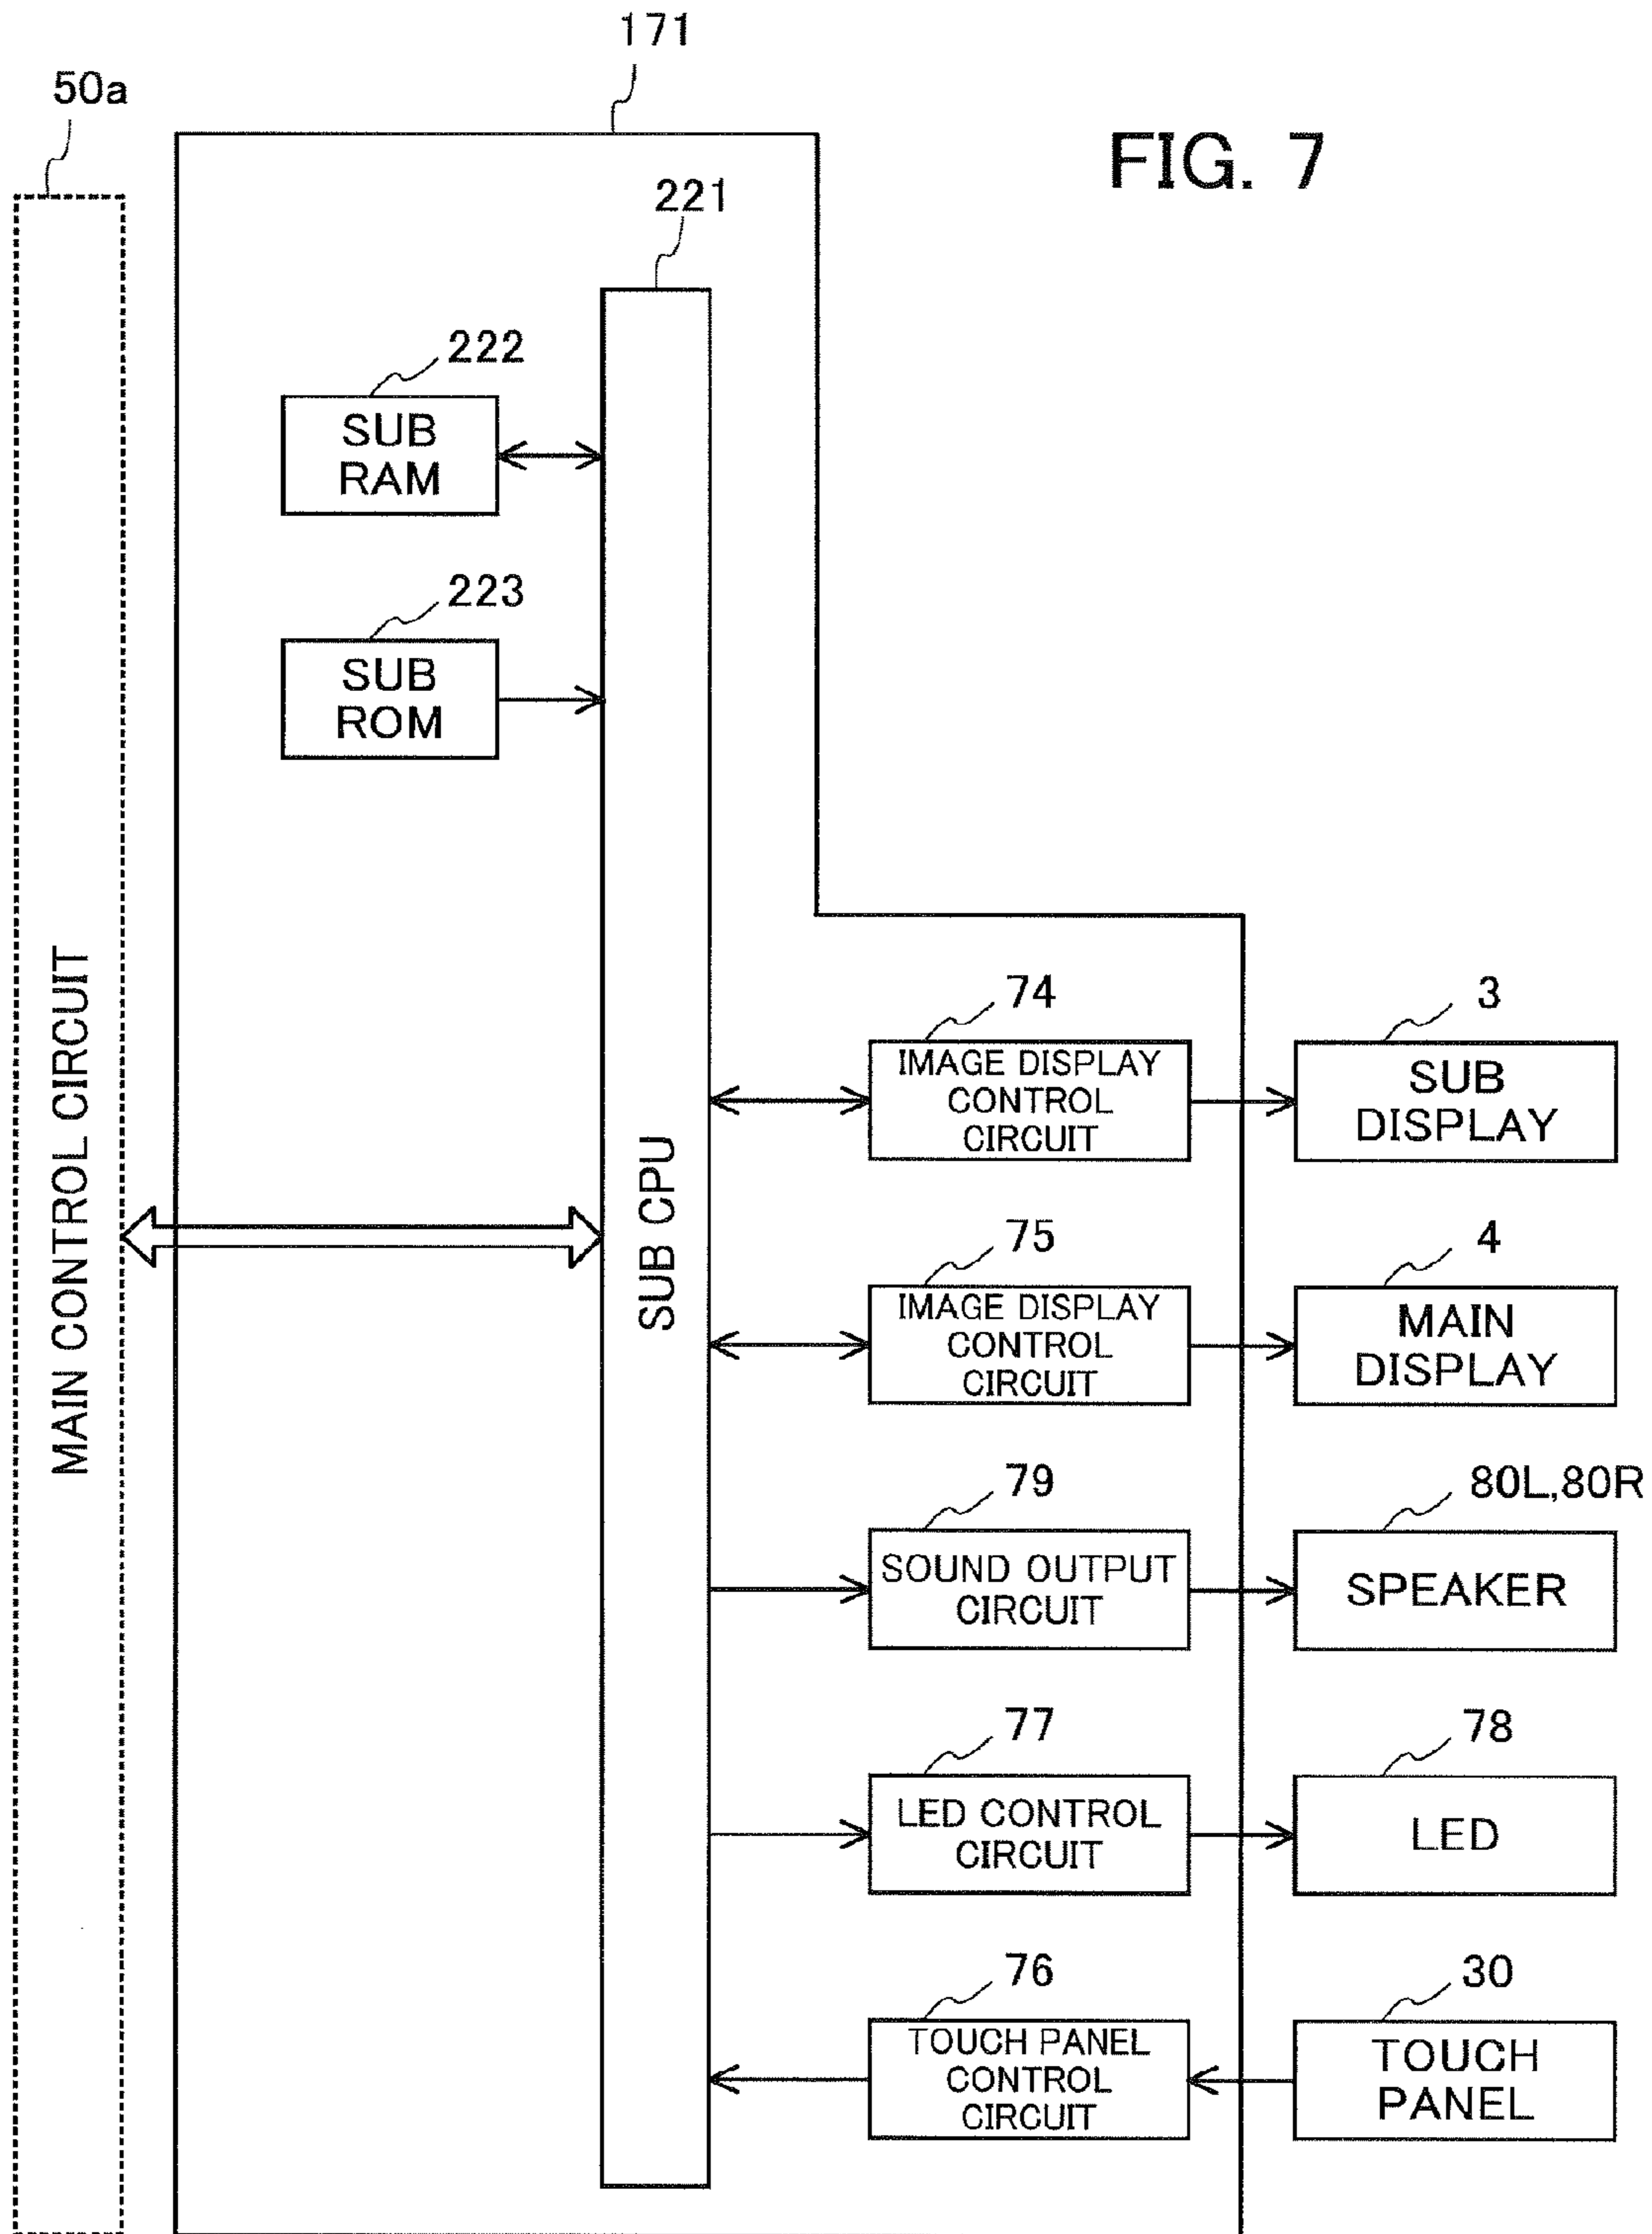 171
50a
FIG. 7
221
222
SUB
RAM
223
SUB
ROM
MAIN CONTROL CIRCUIT
SUB CPU
74
IMAGE DISPLAY
CONTROL
CIRCUIT
3
SUB
DISPLAY
75
IMAGE DISPLAY
CONTROL
CIRCUIT
4
MAIN
DISPLAY
79
SOUND OUTPUT
CIRCUIT
80L,80R
SPEAKER
77
LED CONTROL
CIRCUIT
78
LED
76
TOUCH PANEL
CONTROL
CIRCUIT
30
TOUCH
PANEL